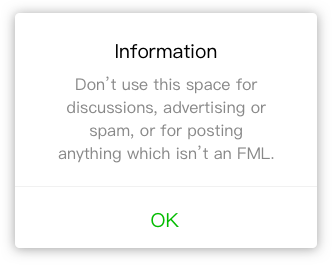 Information
Don't use this space for
discussions, advertising or
spam, or for posting
anything which isn't an FML.
OK